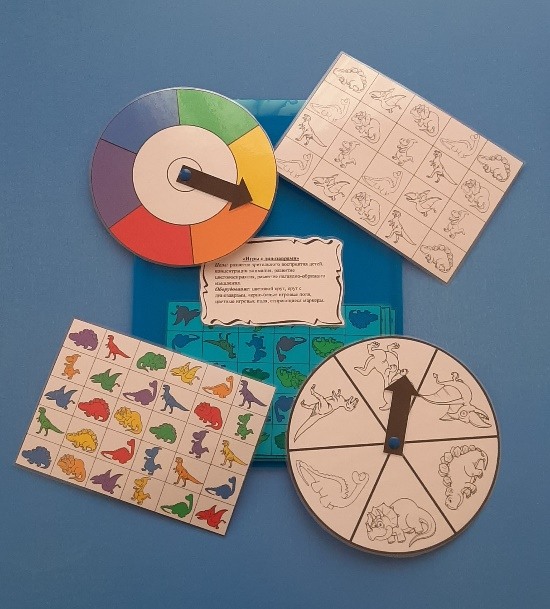 «Игры с динозаврами»
Цель: развитие зрительного восприятия детей,
концентрации внимания, развитие
цветовосприятия, развитие наглядно-образного
мышления.
Оборудование: цветовой круг, круг с
динозаврами, черно-белые игровые поля,
цветные игровые поля, стирающиеся маркеры.